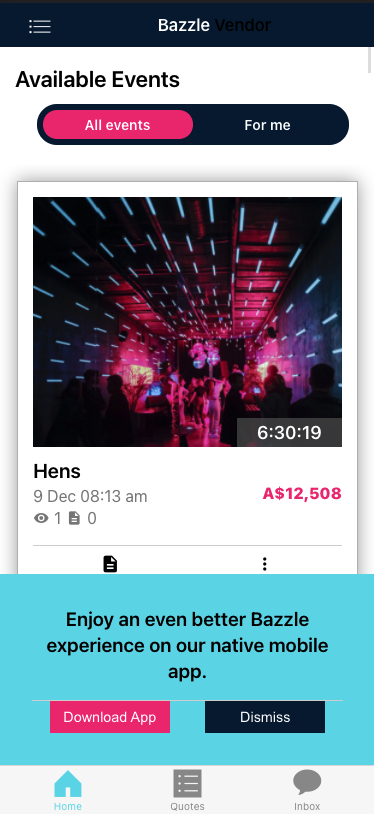 Bazzle Vendor
Available Events
All events
For me
6:30:19
Hens
9 Dec 08:13 am
A$12,508
1 0
Enjoy an even better Bazzle
experience on our native mobile
app.
Download App
Dismiss
Home
Quotes
Inbox